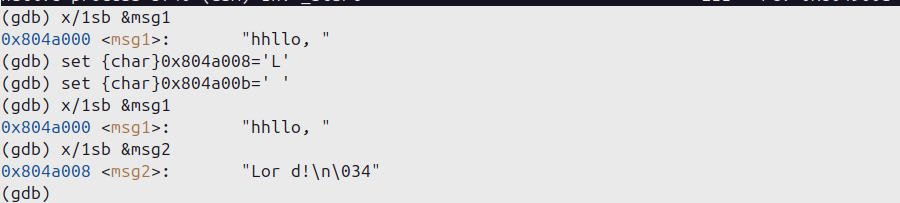 (gdb) x/1sb &msg1
0x804a000 <msg1>: "hhllo, "
(gdb) set {char}0x804a008='L'
(gdb) set {char}0x804a00b=' '
(gdb) x/1sb &msg1
0x804a000 <msg1>: "hhllo, "
(gdb) x/1sb &msg2
0x804a008 <msg2>: "Lor d!\n\034"
(gdb)